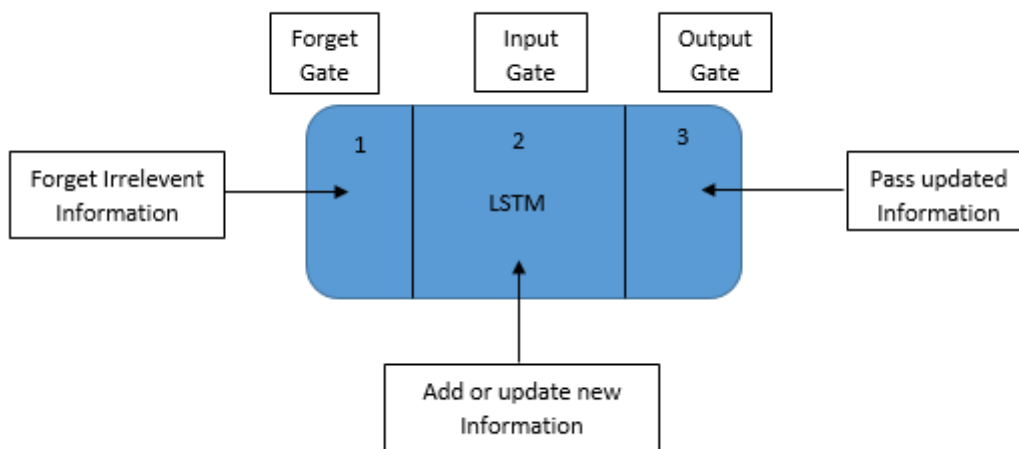 Forget
Gate
Input
Gate
Output
Gate
1
2
3
Forget Irrelevent
Information
LSTM
Pass updated
Information
Add or update new
Information